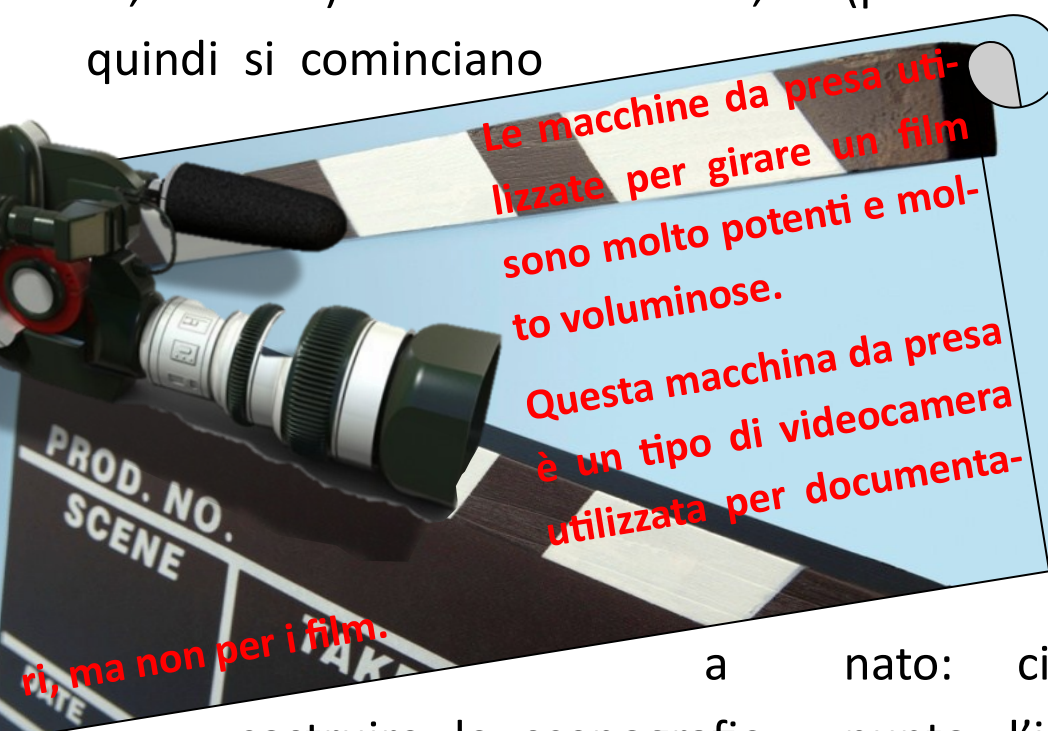 quindi si cominciano
Le macchine da presa uti-
lizzate per girare un film
sono molto potenti e mol-
to voluminose.
Questa macchina da presa
è un tipo di videocamera
utilizzata per documenta-
ri, ma non per i film.
PROD. NO.
SCENE
TAKE
DATE
a nato: ci